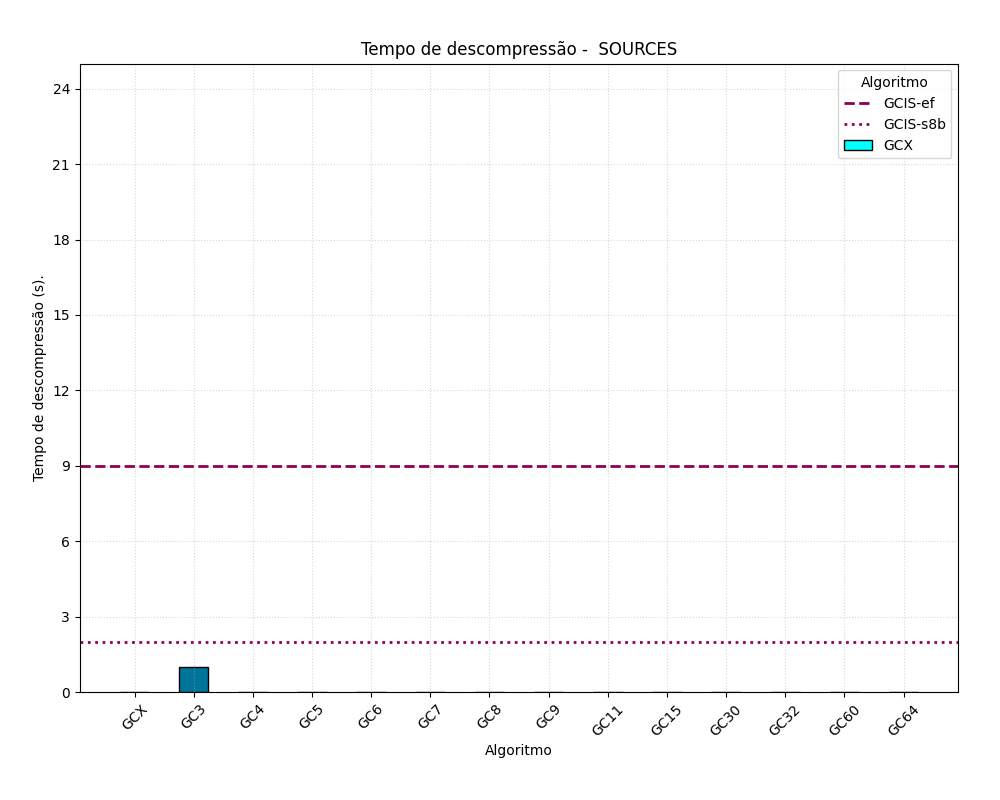 Tempo de descompressão -  SOURCES
Algoritmo
GCIS-ef
GCIS-s8b
GCX
Tempo de descompressão (s).
24
21
18
15
12
9
6
3
0
GCX GC3 GC4 GC5 GC6 GC7 GC8 GC9 GC11 GC15 GC30 GC32 GC60 GC64
Algoritmo